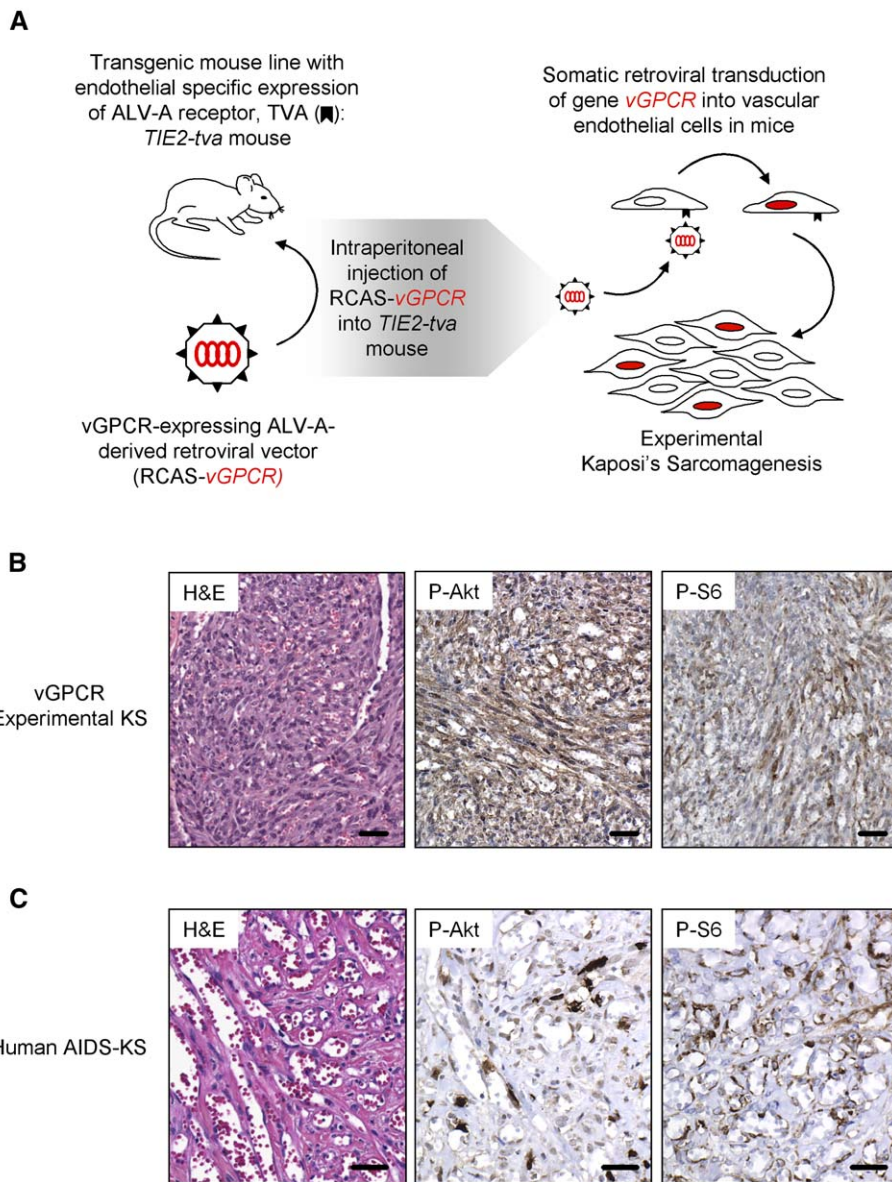 A
Transgenic mouse line with
endothelial specific expression
of ALV-A receptor, TVA ( ):
TIE2-tva mouse
Somatic retroviral transduction
of gene vGPCR into vascular
endothelial cells in mice
Intraperitoneal
injection of
RCAS-vGPCR
into TIE2-tva
mouse
vGPCR-expressing ALV-A-
derived retroviral vector
(RCAS-vGPCR)
Experimental
Kaposi's Sarcomagenesis
B
H&E
P-Akt
P-S6
vGPCR
Experimental KS
C
H&E
P-Akt
P-S6
Human AIDS-KS